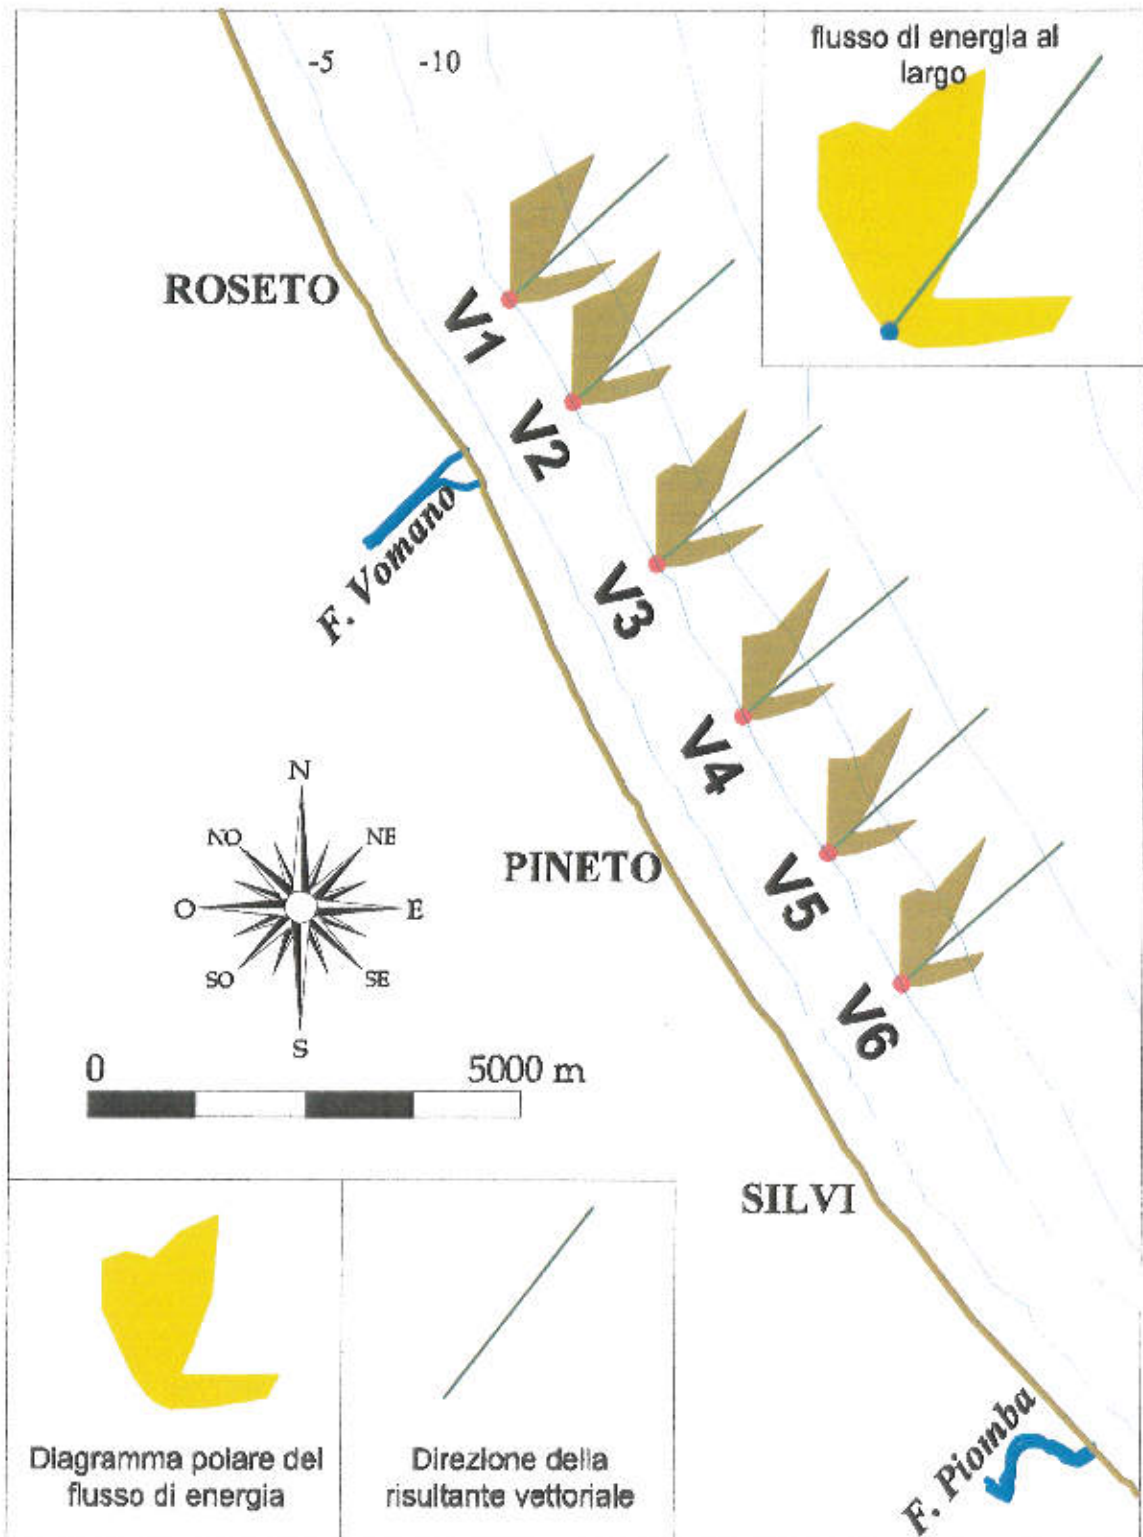 -5
-10
flusso di energia al
largo
ROSETO
V1
V2
F. Vomano
V3
V4
N
NO
NE
O
E
SO
SE
S
PINETO
V5
V6
0
5000 m
SILVI
F. Piomba
Diagramma polare del
flusso di energia
Direzione della
risultante vettoriale